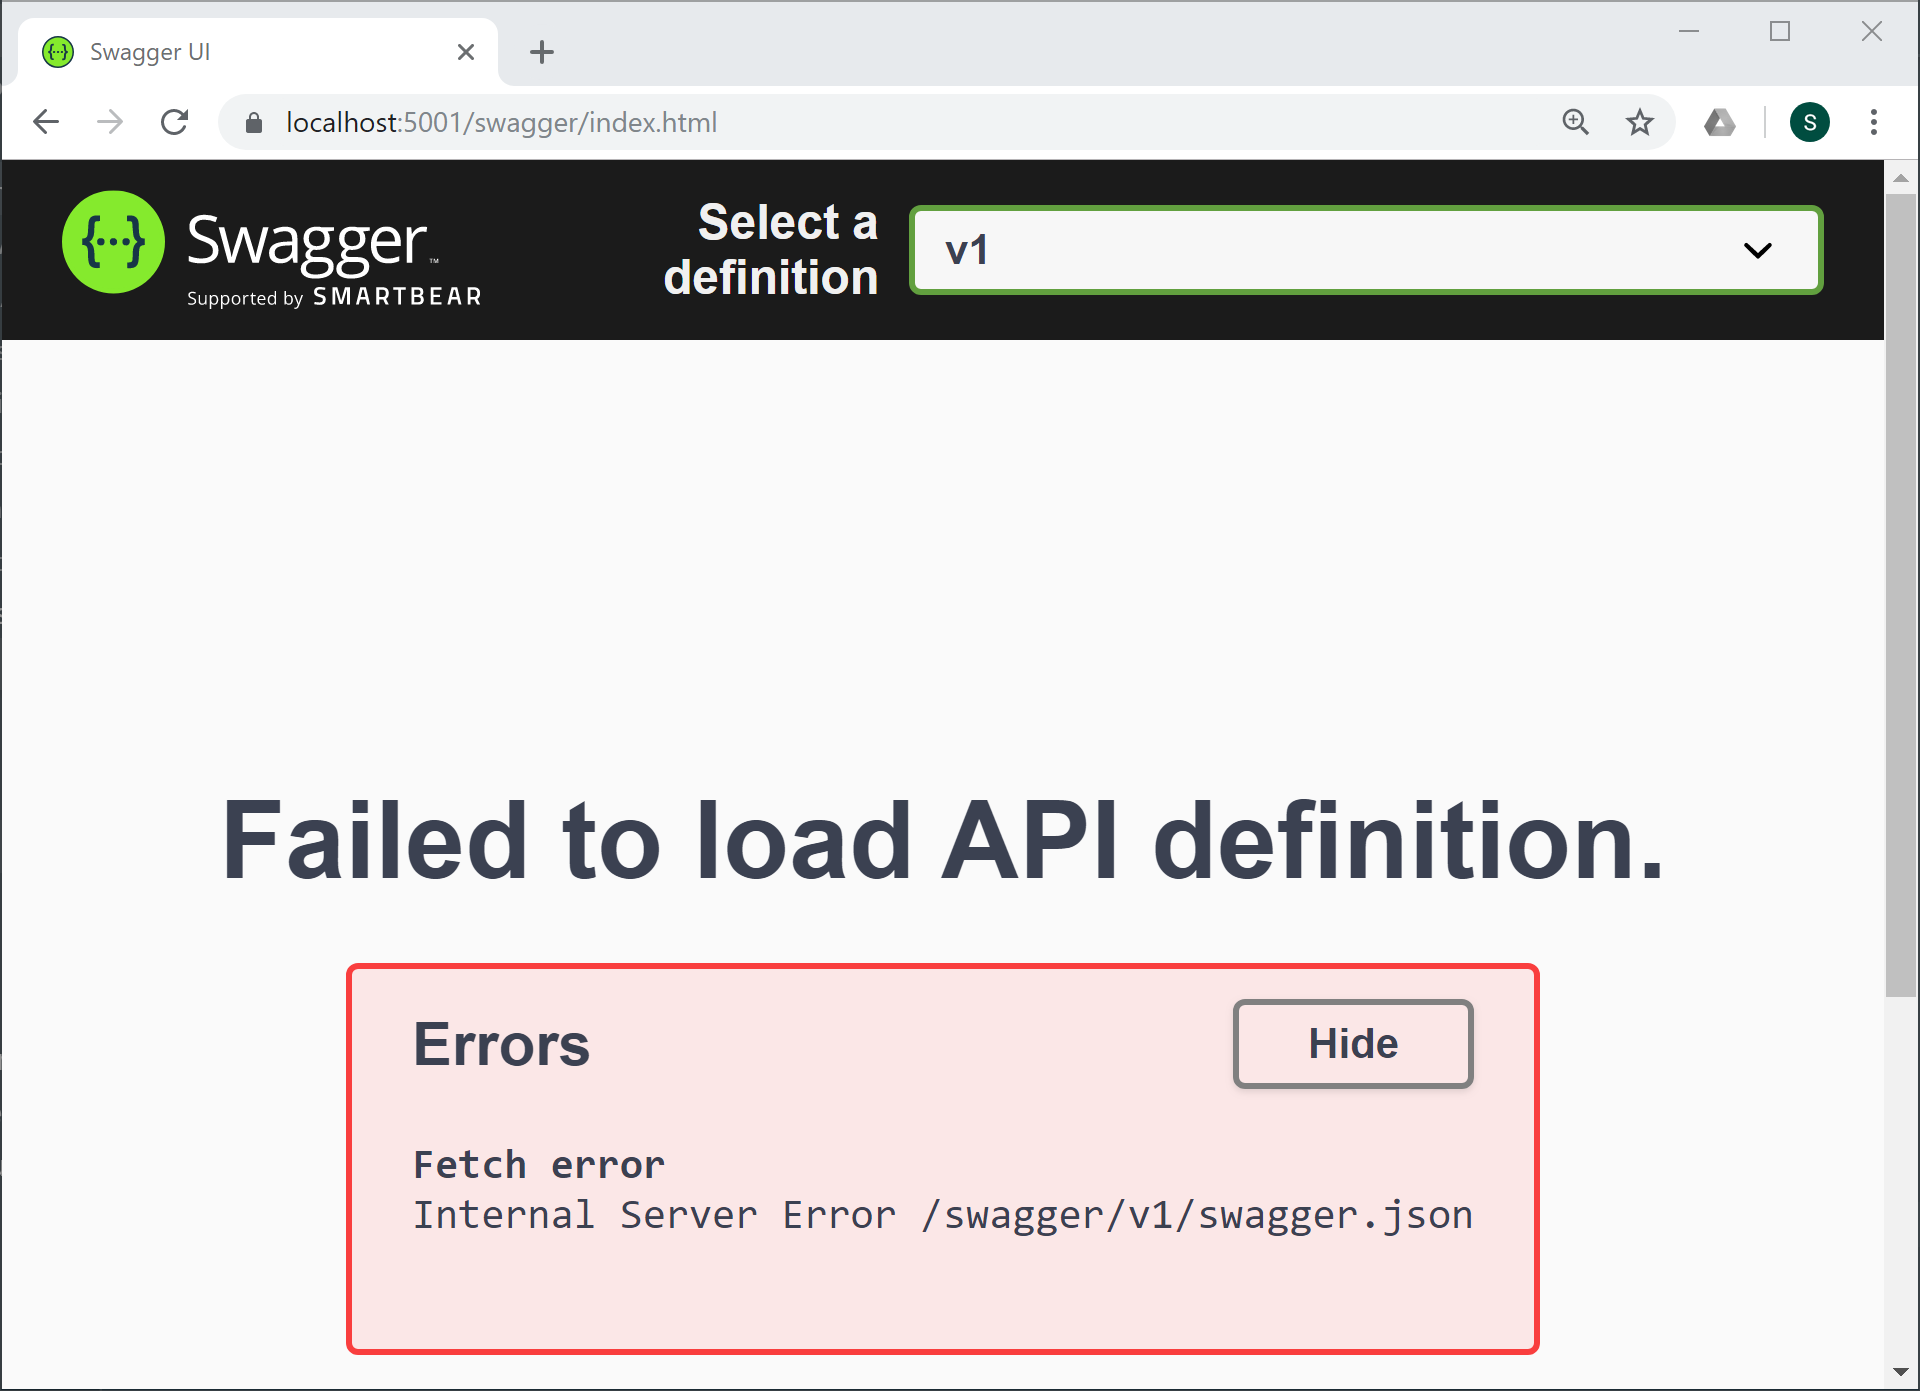 Swagger UI
localhost:5001/swagger/index.html
S
{···} Swagger™
Supported by SMARTBEAR
Select a
definition
v1
Failed to load API definition.
Errors
Hide
Fetch error
Internal Server Error /swagger/v1/swagger.json